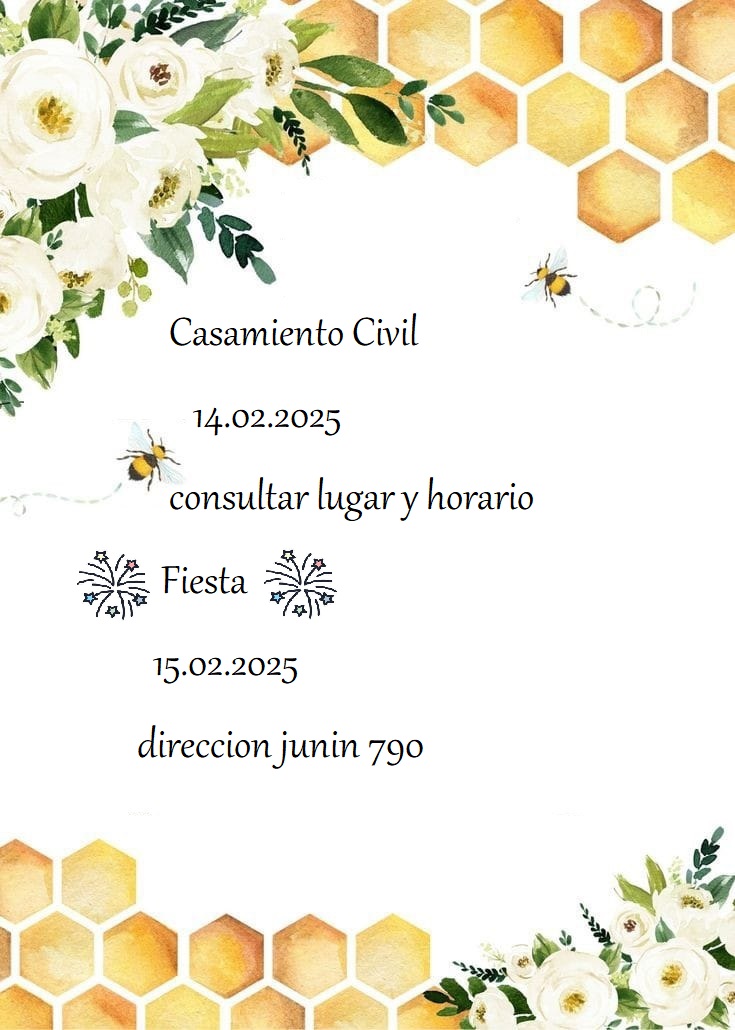 Casamiento Civil
14.02.2025
consultar lugar y horario
Fiesta
15.02.2025
direccion junin 790